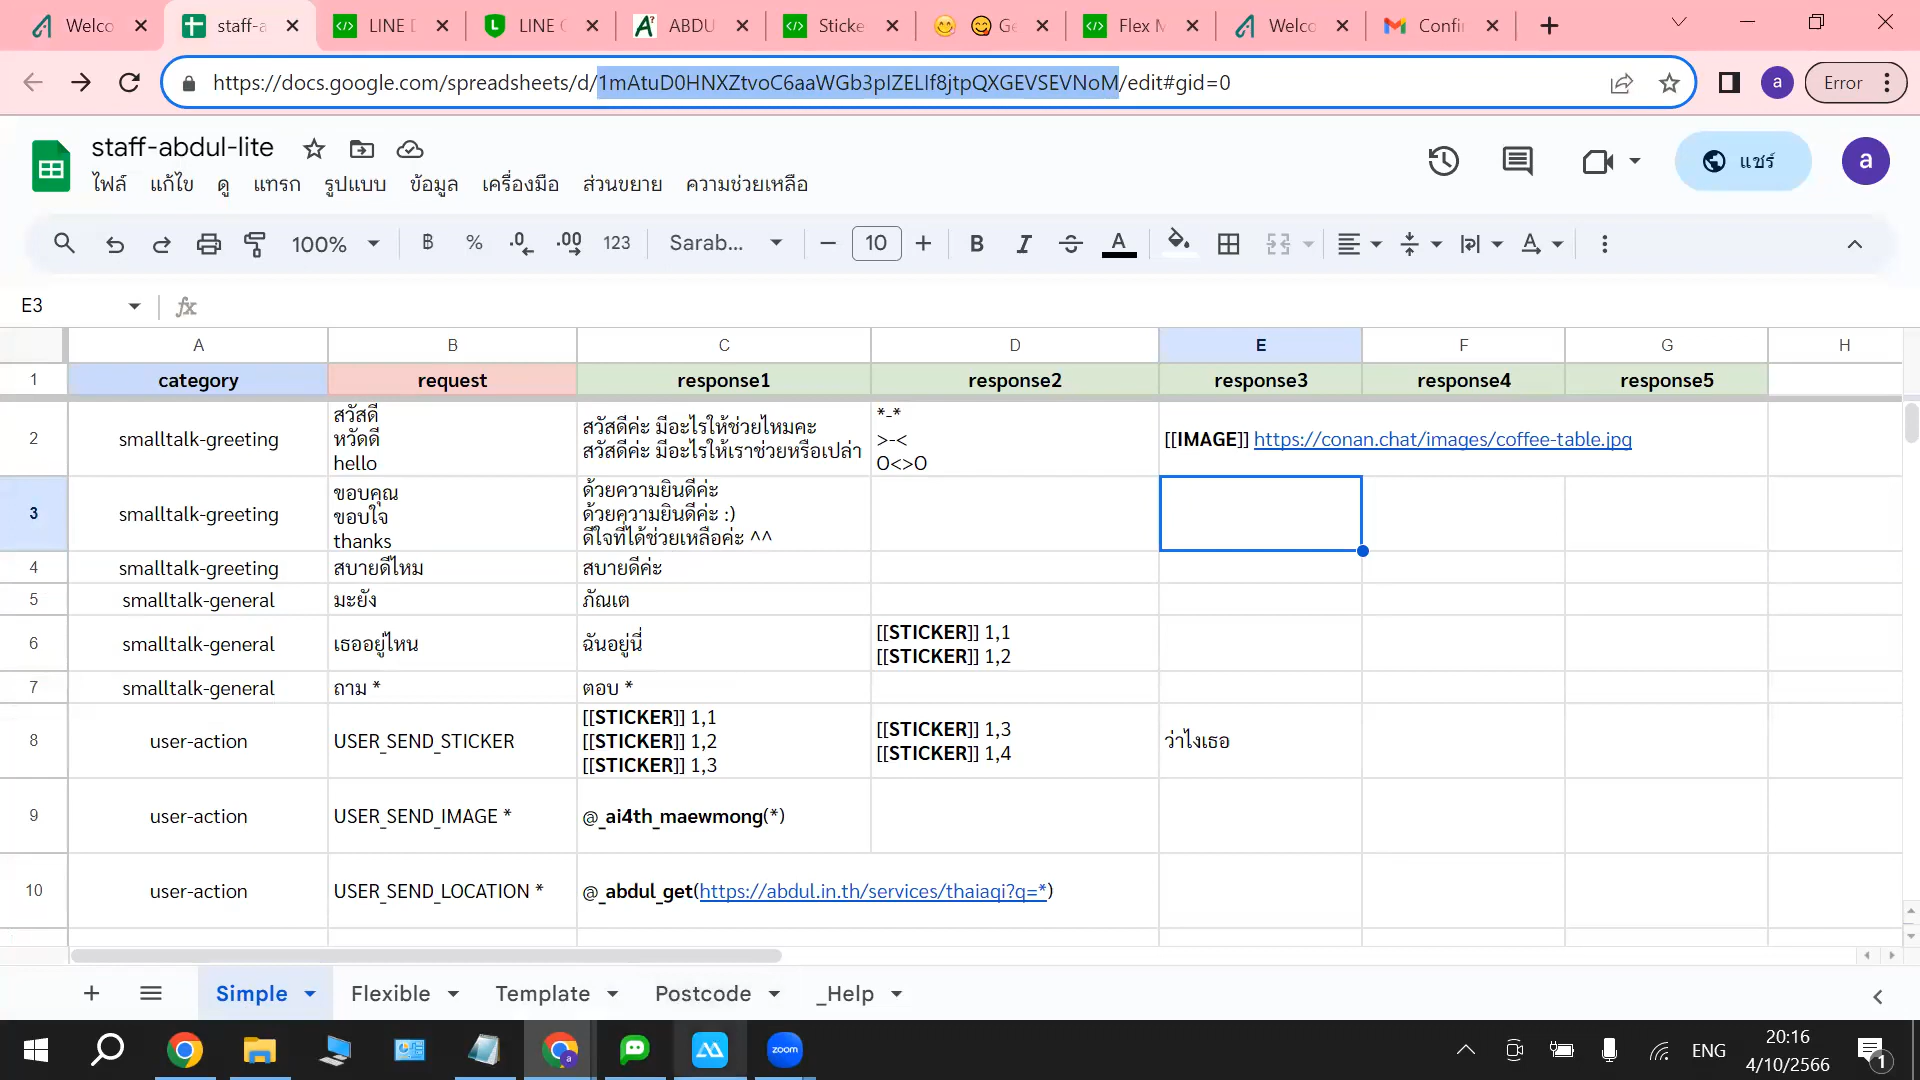 Welco
staff-a
LINE D
LINE C
ABDU
Sticke
Ge
Flex M
Welco
Confir
https://docs.google.com/spreadsheets/d/1mAtuD0HNXZtvoC6aaWGb3pIZELIf8jtpQXGEVSEVNoM/edit#gid=0
a
Error
staff-abdul-lite
แชร์
a
ไฟล์ แก้ไข ดู แทรก รูปแบบ ข้อมูล เครื่องมือ ส่วนขยาย ความช่วยเหลือ
100% ฿ % .0 .00 123 Sarab... 10 B I S A
E3 fx
A B C D E F G H
1 category request response1 response2 response3 response4 response5
2 smalltalk-greeting
สวัสดี
หวัดดี
hello
สวัสดีค่ะ มีอะไรให้ช่วยไหมคะ
สวัสดีค่ะ มีอะไรให้เราช่วยหรือเปล่า
*-*
>-<
O<>O
[[IMAGE]] https://conan.chat/images/coffee-table.jpg
3 smalltalk-greeting
ขอบคุณ
ขอบใจ
thanks
ด้วยความยินดีค่ะ
ด้วยความยินดีค่ะ :)
ดีใจที่ได้ช่วยเหลือค่ะ ^^
4 smalltalk-greeting สบายดีไหม สบายดีค่ะ
5 smalltalk-general มะยัง ภัณเต
6 smalltalk-general เธออยู่ไหน ฉันอยู่นี่
[[STICKER]] 1,1
[[STICKER]] 1,2
7 smalltalk-general ถาม * ตอบ *
8 user-action USER_SEND_STICKER
[[STICKER]] 1,1
[[STICKER]] 1,2
[[STICKER]] 1,3
[[STICKER]] 1,3
[[STICKER]] 1,4
ว่าไงเธอ
9 user-action USER_SEND_IMAGE * @_ai4th_maewmong(*)
10 user-action USER_SEND_LOCATION * @_abdul_get(https://abdul.in.th/services/thaiaqi?q=*)
Simple Flexible Template Postcode _Help
zoom
ENG
20:16
4/10/2566
1